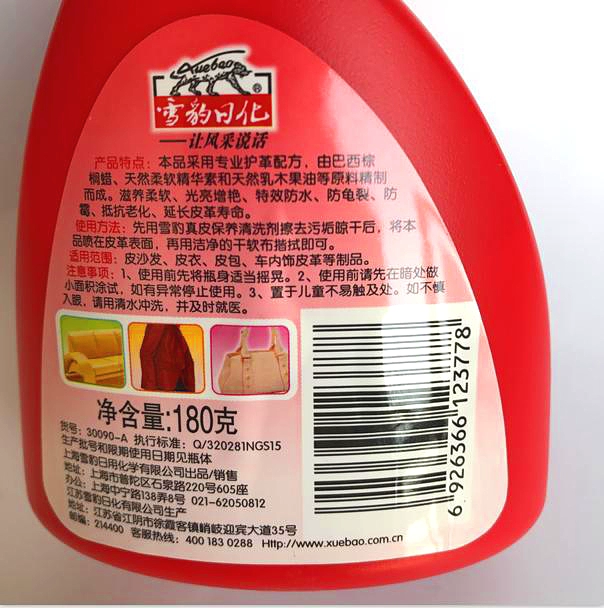 Xuebao
®
雪豹日化
——让风采说话
产品特点：本品采用专业护革配方，由巴西棕
榈蜡、天然柔软精华素和天然乳木果油等原料精制
而成。滋养柔软、光亮增艳、特效防水、防龟裂、防
霉、抵抗老化、延长皮革寿命。
使用方法：先用雪豹真皮保养清洗剂擦去污垢晾干后，将本
品喷在皮革表面，再用洁净的干软布揩拭即可。
适用范围：皮沙发、皮衣、皮包、车内饰皮革等制品。
注意事项：1、使用前先将瓶身适当摇晃。2、使用前请先在暗处做
小面积涂试，如有异常停止使用。3、置于儿童不易触及处。如不慎
入眼，请用清水冲洗，并及时就医。
净含量:180克
货号：30090-A 执行标准：Q/320281NGS15
生产批号和限期使用日期见瓶体
上海雪豹日用化学有限公司出品/销售
地址：上海市普陀区石泉路220号605座
办公：上海中宁路138弄8号 021-62050812
江苏雪豹日化有限公司生产
地址：江苏省江阴市徐霞客镇峭岐迎宾大道35号
邮编：214400 客服热线：400 183 0288 Http://www.xuebao.com.cn
6 926366 123778